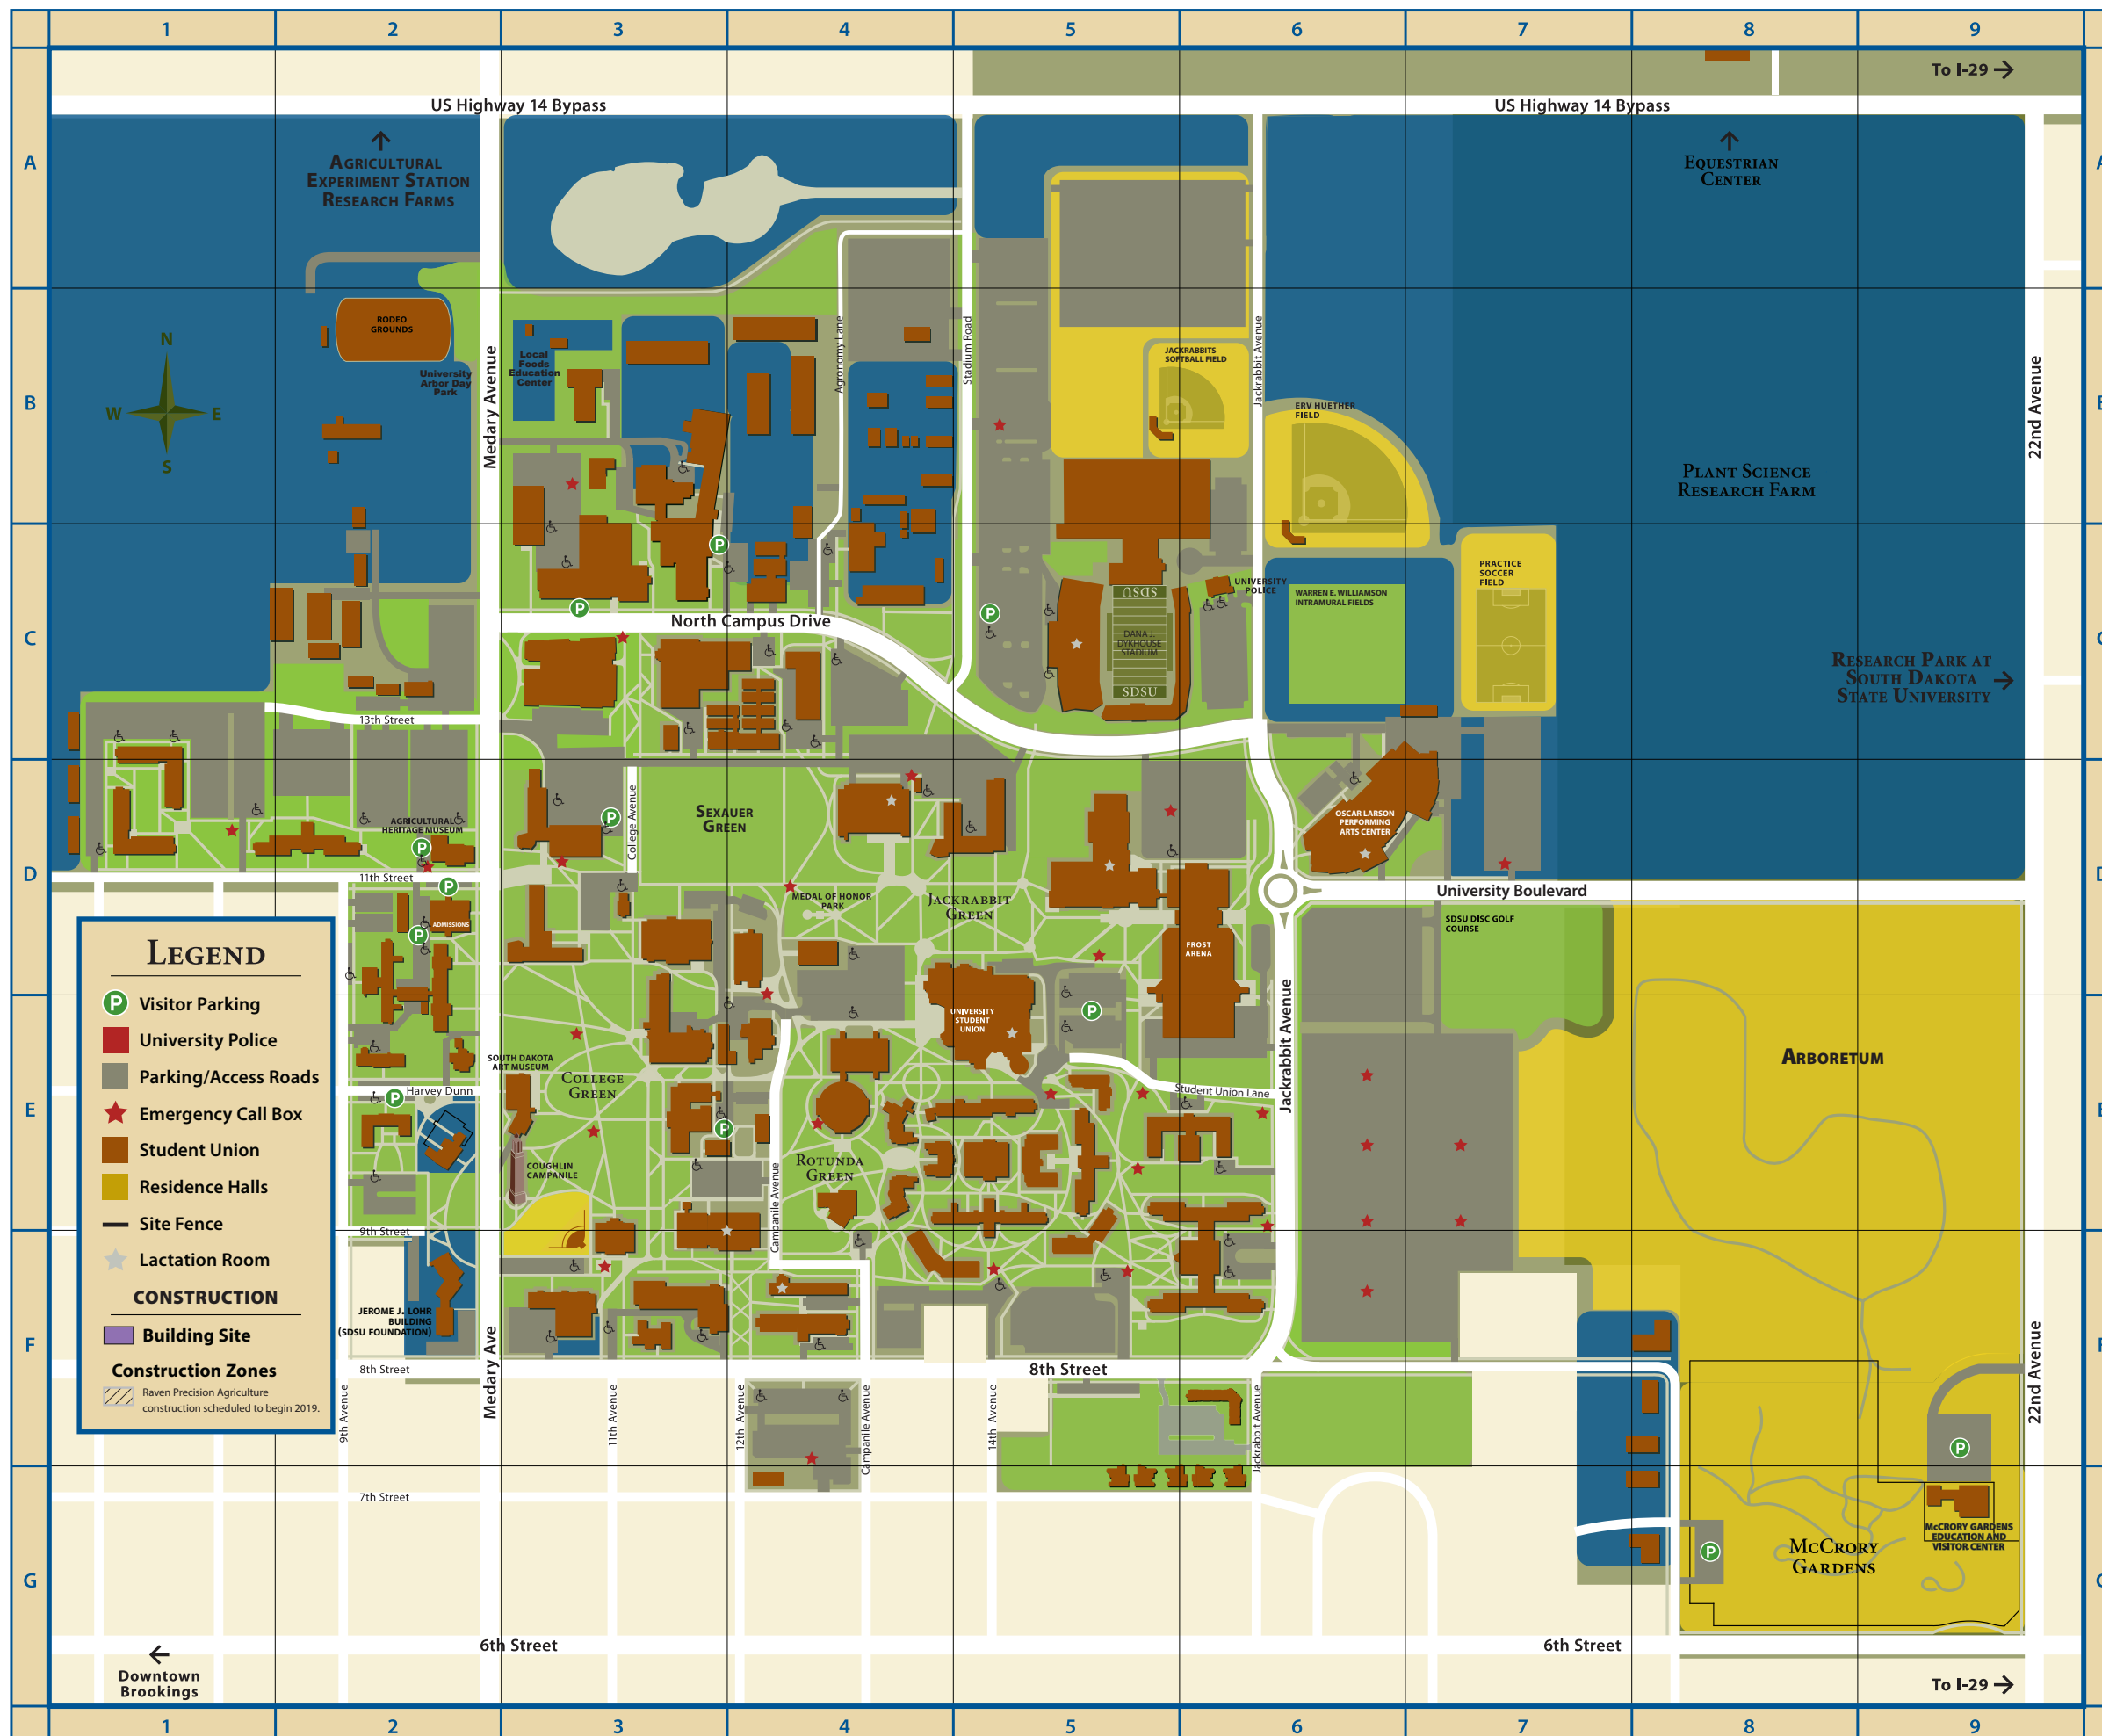 1 2 3 4 5 6 7 8 9
To I-29
US Highway 14 Bypass
US Highway 14 Bypass
A
AGRICULTURAL
EXPERIMENT STATION
RESEARCH FARMS
EQUESTRIAN
CENTER
A
RODEO
GROUNDS
Local
Foods
Education
Center
University
Arbor Day
Park
Medary Avenue
Agronomy Lane
Stadium Road
Jackrabbit Avenue
JACKRABBITS
SOFTBALL FIELD
ERV HUETHER
FIELD
22nd Avenue
N
W E
S
B
PLANT SCIENCE
RESEARCH FARM
P
P
P
North Campus Drive
UNIVERSITY
POLICE
SDSU
DANA J.
DYKHOUSE
STADIUM
SDSU
WARREN E. WILLIAMSON
INTRAMURAL FIELDS
PRACTICE
SOCCER
FIELD
C
RESEARCH PARK AT
SOUTH DAKOTA
STATE UNIVERSITY
13th Street
SEXAUER
GREEN
College Avenue
P
AGRICULTURAL
HERITAGE MUSEUM
P
OSCAR LARSON
PERFORMING
ARTS CENTER
D
11th Street
P
University Boulevard
MEDAL OF HONOR
PARK
JACKRABBIT
GREEN
ADMISSIONS
P
FROST
ARENA
SDSU DISC GOLF
COURSE
LEGEND
P Visitor Parking
University Police
Parking/Access Roads
Emergency Call Box
Student Union
Residence Halls
Site Fence
Lactation Room
CONSTRUCTION
Building Site
Construction Zones
Raven Precision Agriculture
construction scheduled to begin 2019.
UNIVERSITY
STUDENT
UNION
P
SOUTH DAKOTA
ART MUSEUM
COLLEGE
GREEN
Harvey Dunn
P
Student Union Lane
Jackrabbit Avenue
ARBORETUM
E
P
COUGHLIN
CAMPANILE
ROTUNDA
GREEN
Campanile Avenue
9th Street
JEROME J. LOHR
BUILDING
(SDSU FOUNDATION)
F
8th Street
8th Street
Medary Ave
9th Avenue
11th Avenue
12th Avenue
Campanile Avenue
14th Avenue
Jackrabbit Avenue
22nd Avenue
P
7th Street
McCRORY GARDENS
EDUCATION AND
VISITOR CENTER
P
MCCRORY
GARDENS
G
6th Street
6th Street
Downtown
Brookings
To I-29
1 2 3 4 5 6 7 8 9